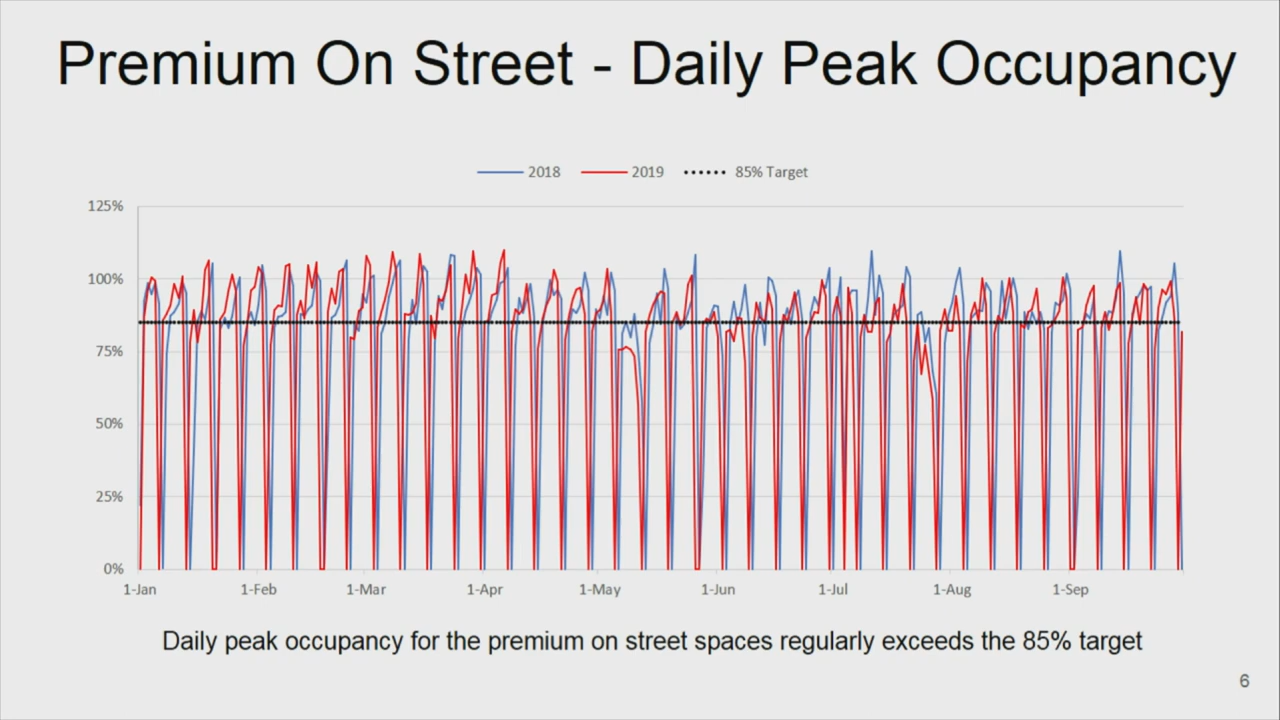 Premium On Street - Daily Peak Occupancy
2018 2019 85% Target
125%
100%
75%
50%
25%
0%
1-Jan 1-Feb 1-Mar 1-Apr 1-May 1-Jun 1-Jul 1-Aug 1-Sep
Daily peak occupancy for the premium on street spaces regularly exceeds the 85% target
6